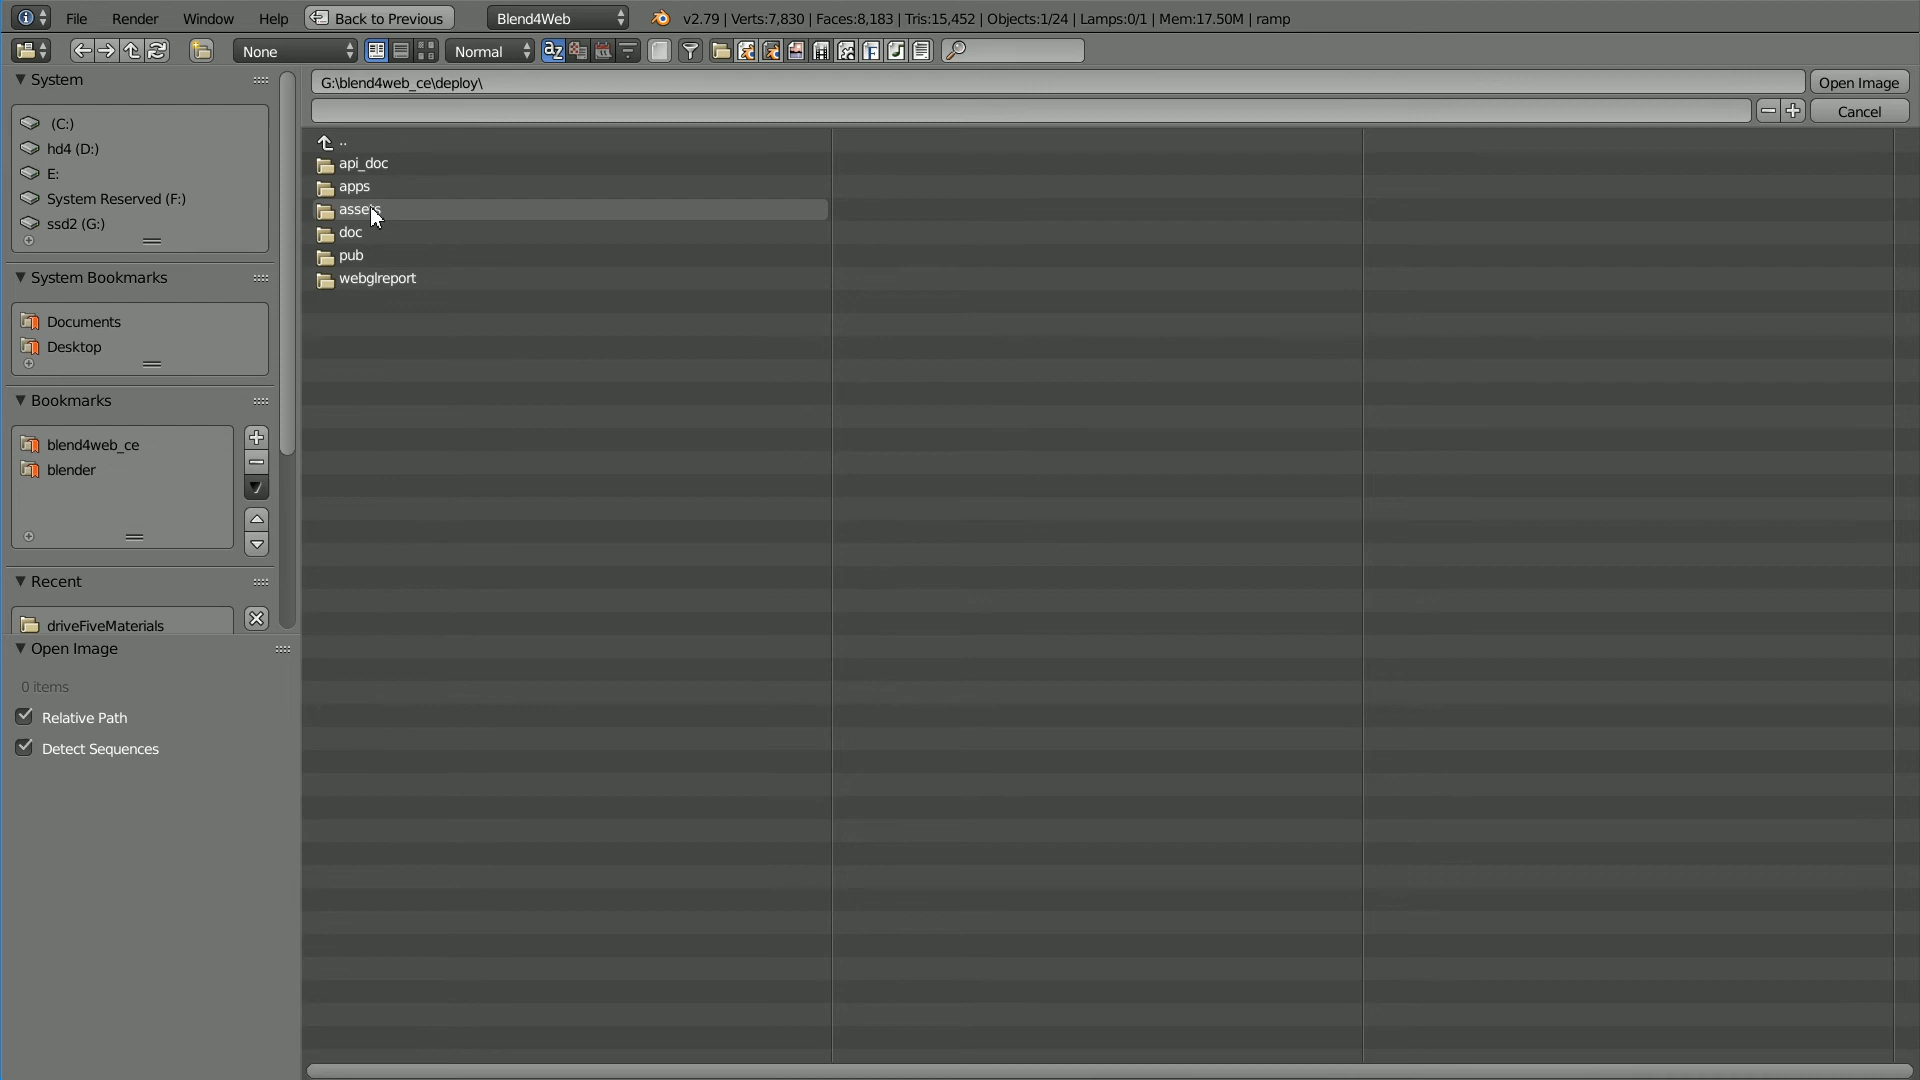 File Render Window Help Back to Previous Blend4Web v2.79 | Verts:7,830 | Faces:8,183 | Tris:15,452 | Objects:1/24 | Lamps:0/1 | Mem:17.50M | ramp
None Normal
System
(C:)
hd4 (D:)
E:
System Reserved (F:)
ssd2 (G:)
System Bookmarks
Documents
Desktop
Bookmarks
blend4web_ce
blender
Recent
driveFiveMaterials
Open Image
0 items
Relative Path
Detect Sequences
G:\blend4web_ce\deploy\ Open Image
Cancel
..
api_doc
apps
assets
doc
pub
webglreport